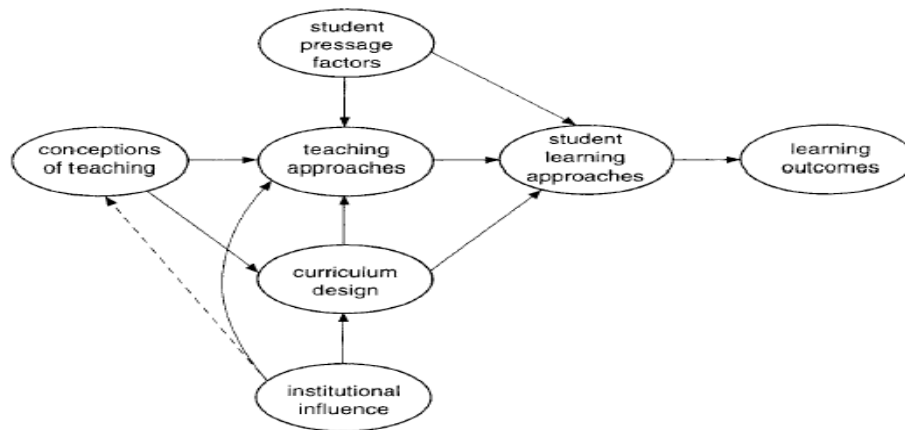 student
pressage
factors
conceptions
of teaching
teaching
approaches
student
learning
approaches
learning
outcomes
curriculum
design
institutional
influence